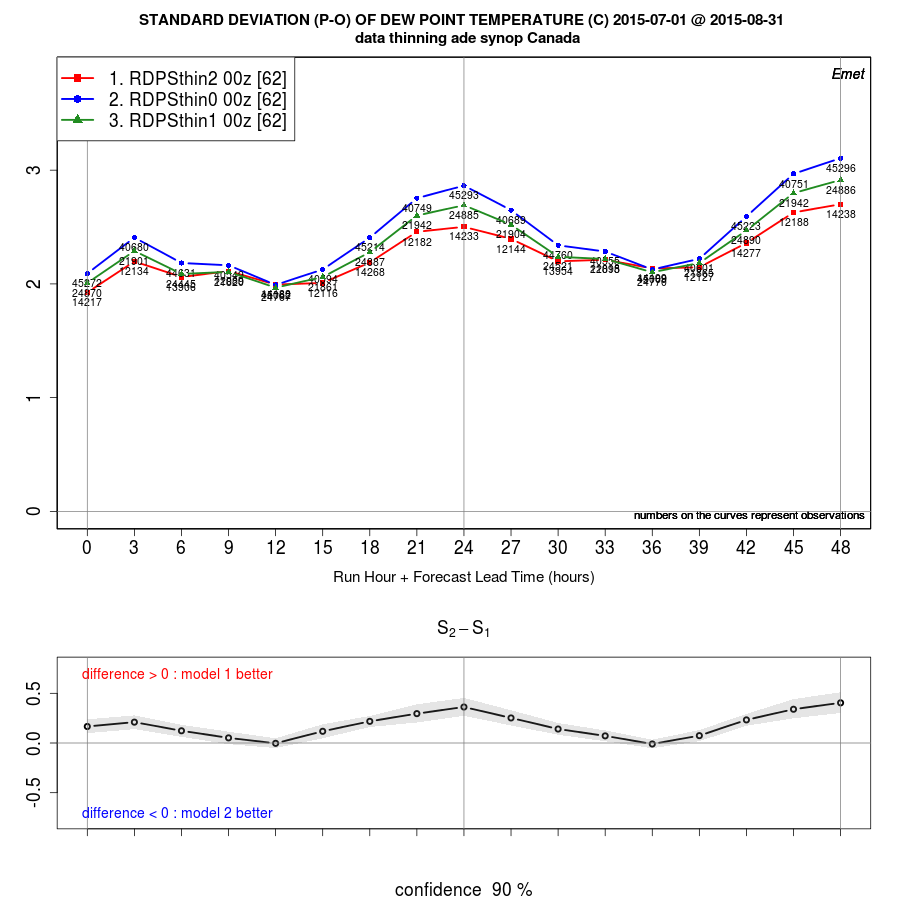 STANDARD DEVIATION (P-O) OF DEW POINT TEMPERATURE (C) 2015-07-01 @ 2015-08-31
data thinning ade synop Canada
Emet
1. RDPSthin2 00z [62]
2. RDPSthin0 00z [62]
3. RDPSthin1 00z [62]
3
2
1
0
24870
14217
40680
21901
12134
45214
14268
40749
21942
12182
45293
24885
14233
40689
21904
12144
13954
12116
24770
12127
45223
24890
14277
40751
21942
12188
45296
24886
14238
numbers on the curves represent observations
0 3 6 9 12 15 18 21 24 27 30 33 36 39 42 45 48
Run Hour + Forecast Lead Time (hours)
S2 – S1
difference > 0 : model 1 better
0.5
0.0
-0.5
difference < 0 : model 2 better
confidence 90 %